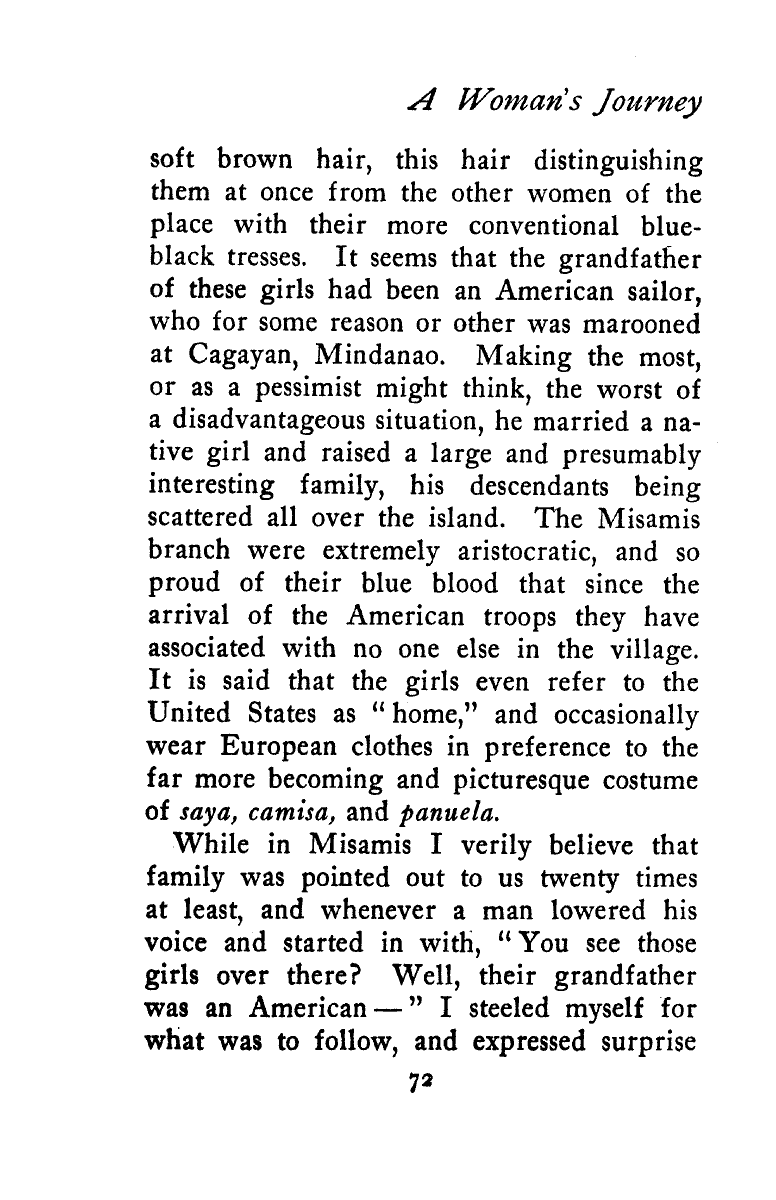 A Woman's Journey
soft brown hair, this hair distinguishing
them at once from the other women of the
place with their more conventional blue-
black tresses. It seems that the grandfather
of these girls had been an American sailor,
who for some reason or other was marooned
at Cagayan, Mindanao. Making the most,
or as a pessimist might think, the worst of
a disadvantageous situation, he married a na-
tive girl and raised a large and presumably
interesting family, his descendants being
scattered all over the island. The Misamis
branch were extremely aristocratic, and so
proud of their blue blood that since the
arrival of the American troops they have
associated with no one else in the village.
It is said that the girls even refer to the
United States as “home,” and occasionally
wear European clothes in preference to the
far more becoming and picturesque costume
of saya, camisa, and panuela.
While in Misamis I verily believe that
family was pointed out to us twenty times
at least, and whenever a man lowered his
voice and started in with, “You see those
girls over there? Well, their grandfather
was an American—” I steeled myself for
what was to follow, and expressed surprise
72